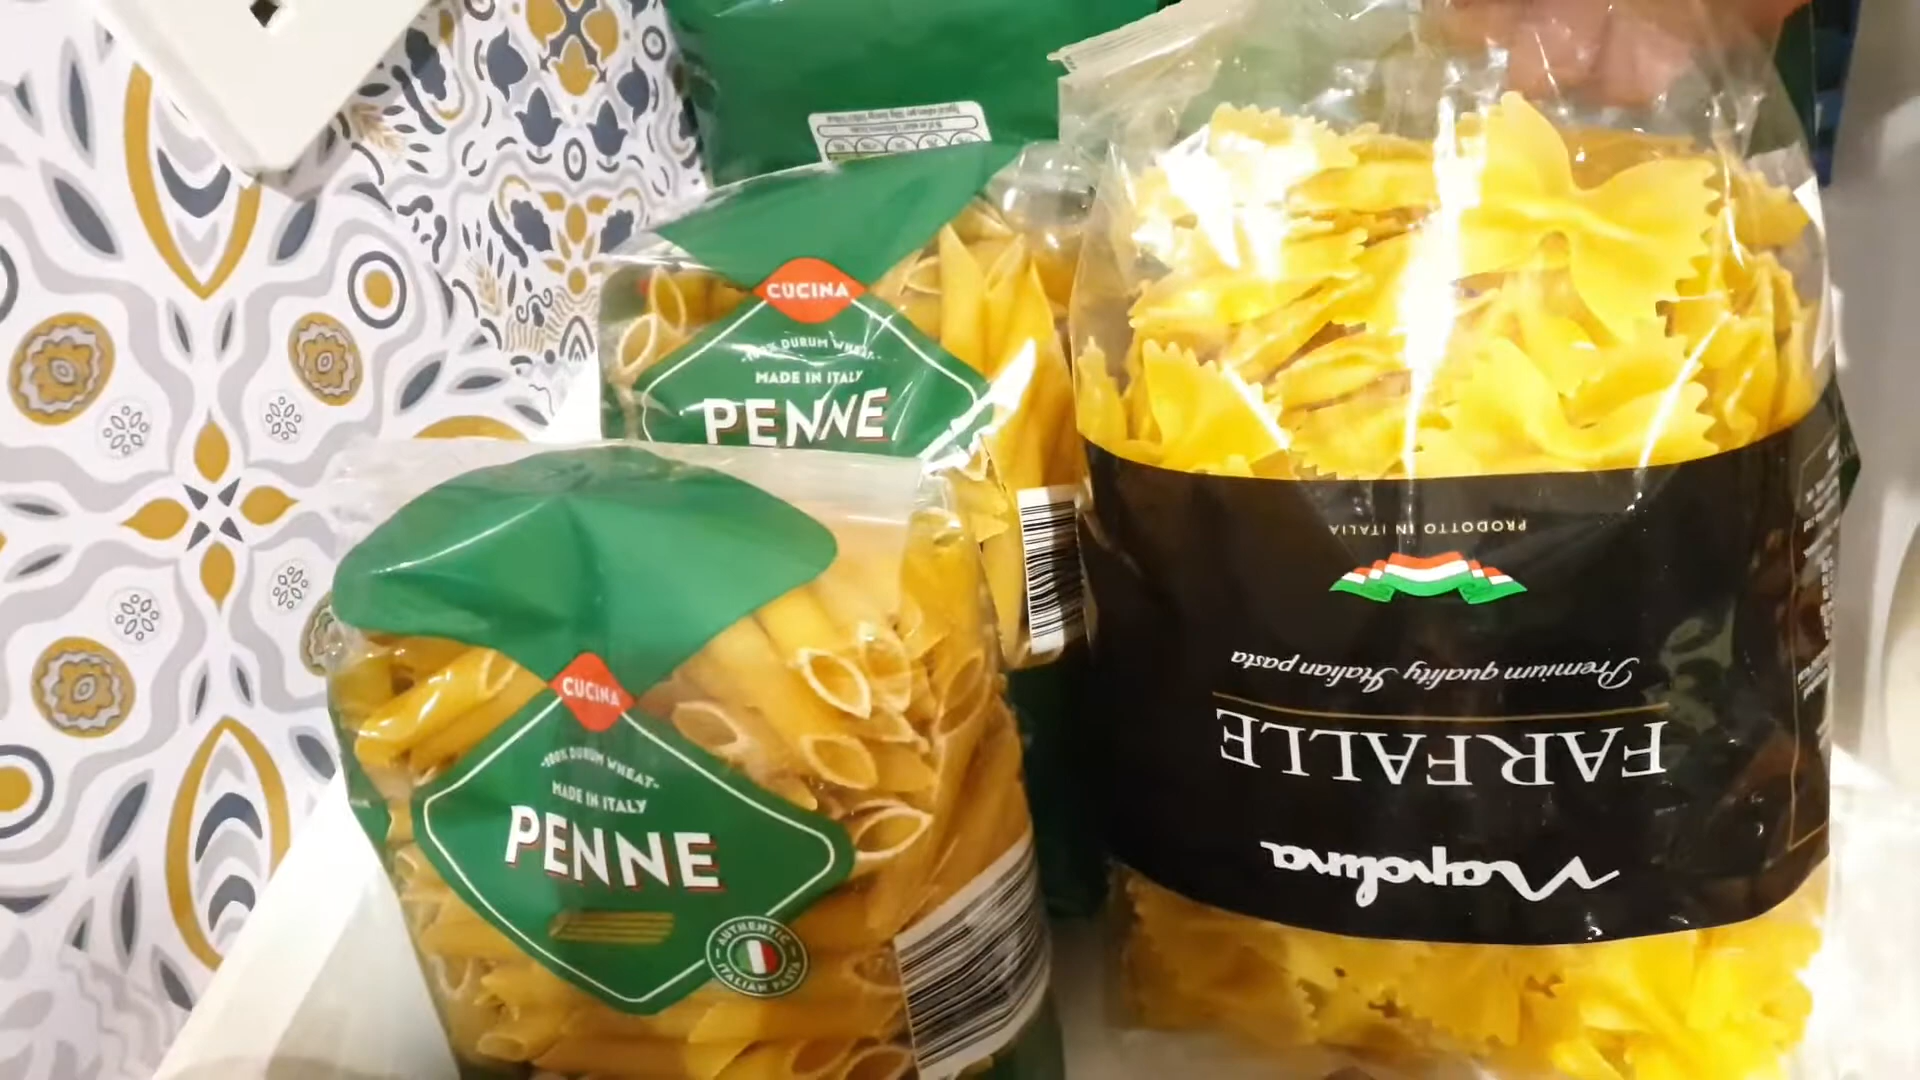 CUCINA
100% DURUM WHEAT
MADE IN ITALY
PENNE
CUCINA
-100% DURUM WHEAT-
MADE IN ITALY
PENNE
AUTHENTIC
ITALIAN PASTA
Napolina
FARFALLE
Premium quality Italian pasta
PRODOTTO IN ITALIA